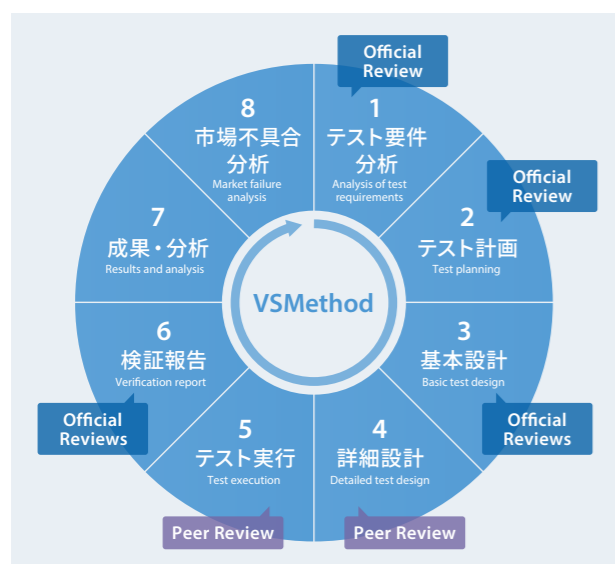 Official
Review
1
テスト要件
分析
Analysis of test
requirements
Official
Review
2
テスト計画
Test planning
3
基本設計
Basic test design
Official
Reviews
4
詳細設計
Detailed test design
Peer Review
5
テスト実行
Test execution
Peer Review
6
検証報告
Verification report
Official
Reviews
7
成果・分析
Results and analysis
8
市場不具合
分析
Market failure
analysis
VSMethod